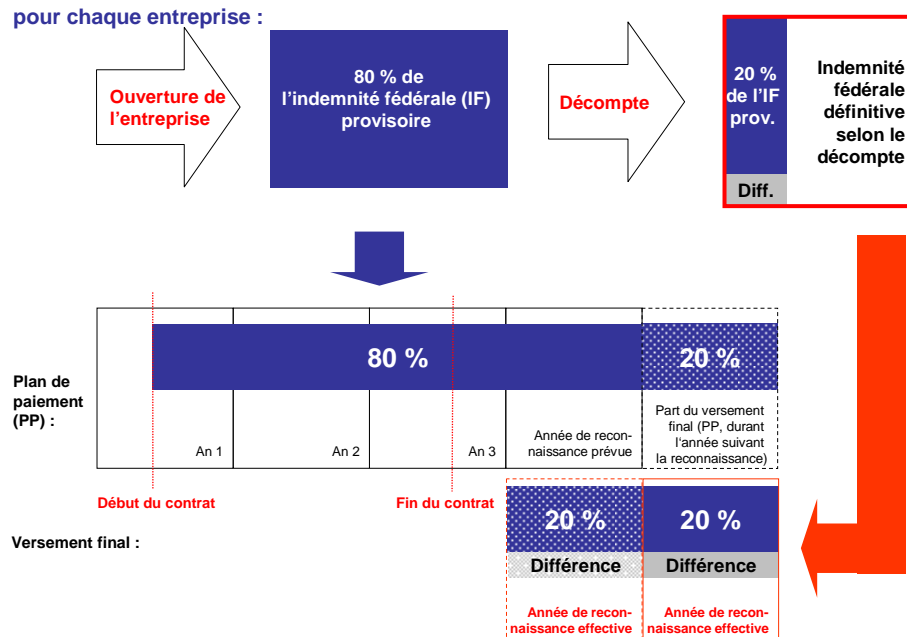 pour chaque entreprise :
Ouverture de
l'entreprise
80 % de
l'indemnité fédérale (IF)
provisoire
Décompte
20 %
de l'IF
prov.
Diff.
Indemnité
fédérale
définitive
selon le
décompte
Plan de
paiement
(PP) :
80 %
20 %
An 1
An 2
An 3
Année de recon-
naissance prévue
Part du versement
final (PP, durant
l'année suivant
la reconnaissance)
Début du contrat
Fin du contrat
Versement final :
20 %
20 %
Différence
Différence
Année de recon-
naissance effective
Année de recon-
naissance effective